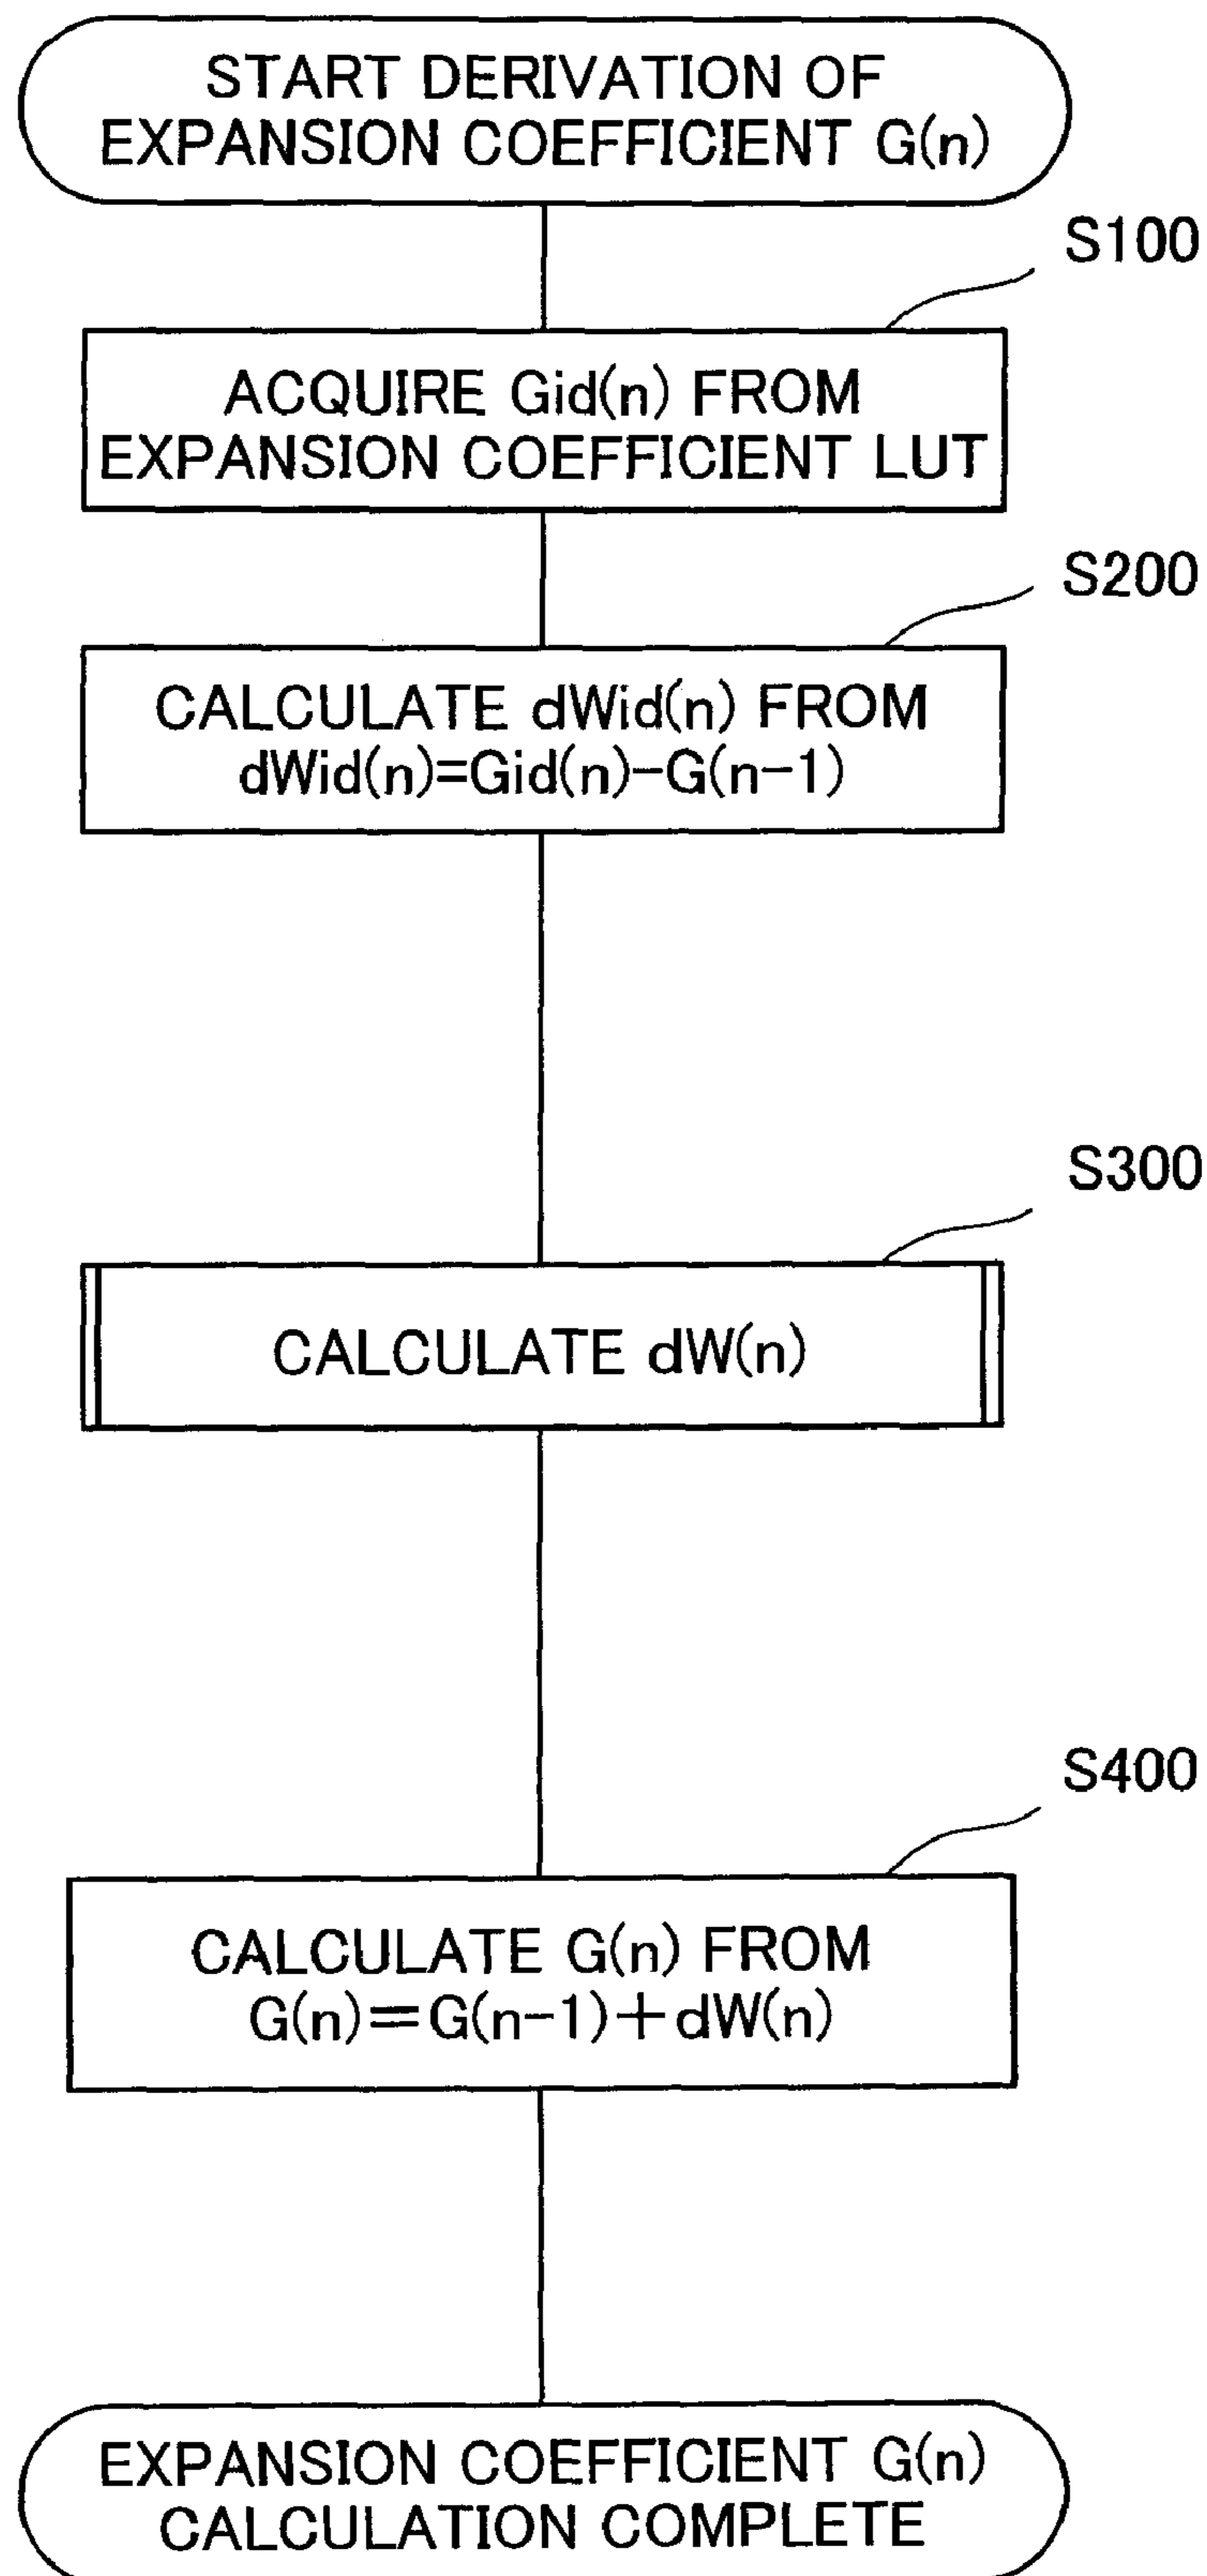 START DERIVATION OF
EXPANSION COEFFICIENT G(n)
S100
ACQUIRE Gid(n) FROM
EXPANSION COEFFICIENT LUT
S200
CALCULATE dWid(n) FROM
dWid(n)=Gid(n)-G(n-1)
S300
CALCULATE dW(n)
S400
CALCULATE G(n) FROM
G(n)=G(n-1)+dW(n)
EXPANSION COEFFICIENT G(n)
CALCULATION COMPLETE